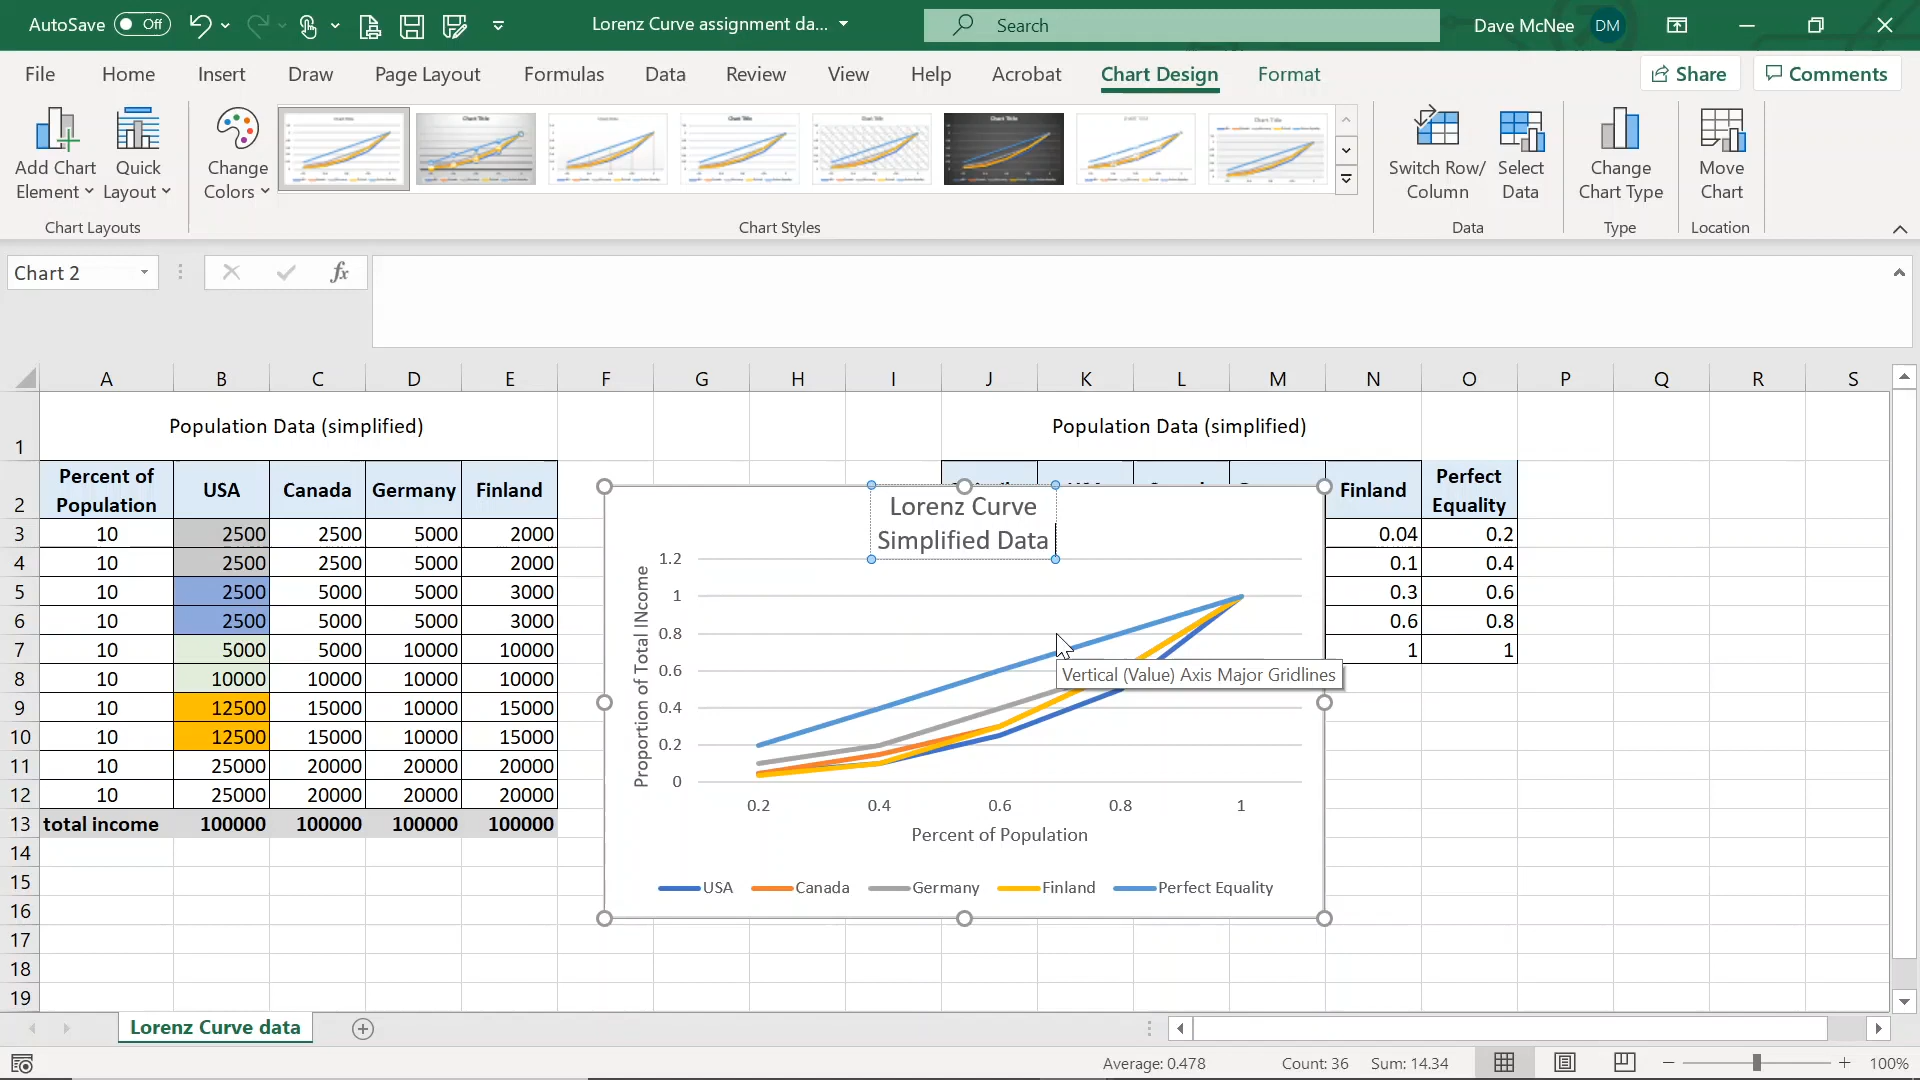 AutoSave Off Lorenz Curve assignment da... Search Dave McNee DM
File Home Insert Draw Page Layout Formulas Data Review View Help Acrobat Chart Design Format Share Comments
Add Chart Element Quick Layout Change Colors Switch Row/ Column Select Data Change Chart Type Move Chart
Chart Layouts Chart Styles Data Type Location
Chart 2 fx
A B C D E F G H I J K L M N O P Q R S
1 Population Data (simplified) Population Data (simplified)
2 Percent of Population USA Canada Germany Finland Finland Perfect Equality
3 10 2500 2500 5000 2000 0.04 0.2
4 10 2500 2500 5000 2000 0.1 0.4
5 10 2500 5000 5000 3000 0.3 0.6
6 10 2500 5000 5000 3000 0.6 0.8
7 10 5000 5000 10000 10000 1 1
8 10 10000 10000 10000 10000
9 10 12500 15000 10000 15000
10 10 12500 15000 10000 15000
11 10 25000 20000 20000 20000
12 10 25000 20000 20000 20000
13 total income 100000 100000 100000 100000
14
15
16
17
18
19
Lorenz Curve
Simplified Data
Proportion of Total INcome
1.2
1
0.8
0.6
0.4
0.2
0
Vertical (Value) Axis Major Gridlines
0.2 0.4 0.6 0.8 1
Percent of Population
USA Canada Germany Finland Perfect Equality
Lorenz Curve data
Average: 0.478 Count: 36 Sum: 14.34 100%